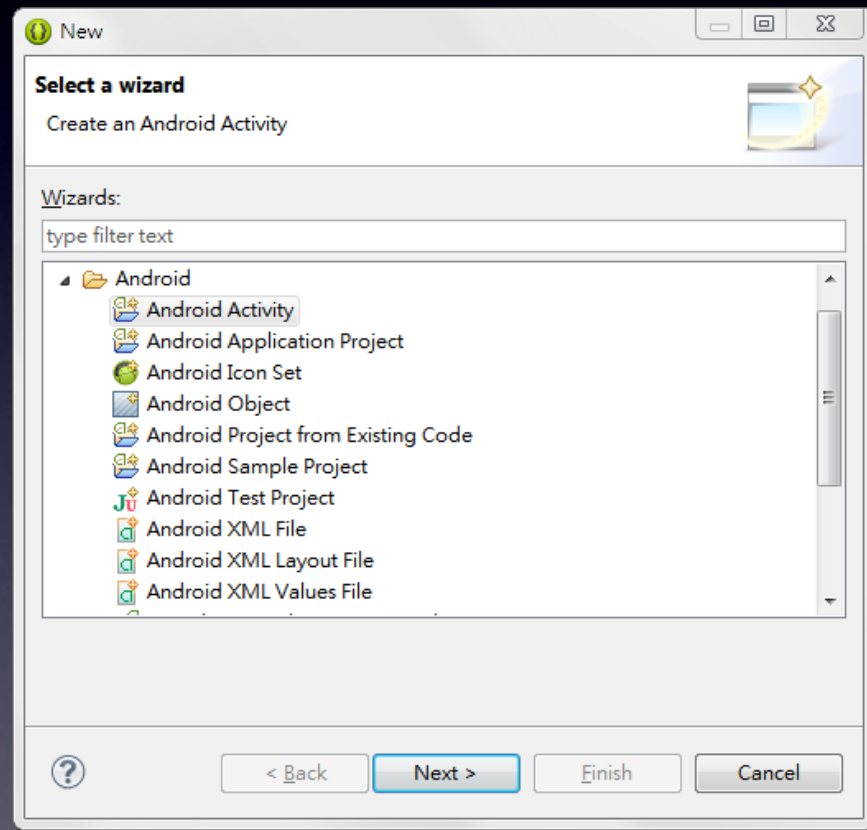 New
Select a wizard
Create an Android Activity
Wizards:
type filter text
Android
Android Activity
Android Application Project
Android Icon Set
Android Object
Android Project from Existing Code
Android Sample Project
Android Test Project
Android XML File
Android XML Layout File
Android XML Values File
< Back Next > Finish Cancel